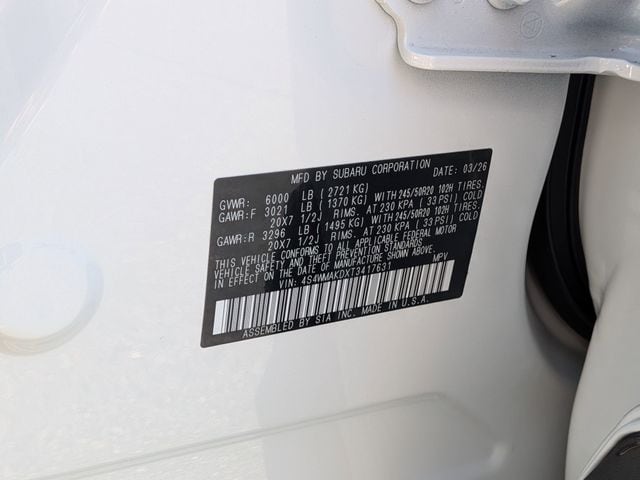 MFD BY SUBARU CORPORATION DATE: 03/26
GVWR: 6000 LB ( 2721 KG)
GAWR:F 3021 LB ( 1370 KG) WITH 245/50R20 102H TIRES.
20X7 1/2J RIMS. AT 230 KPA ( 33 PSI) COLD
GAWR:R 3296 LB ( 1495 KG) WITH 245/50R20 102H TIRES.
20X7 1/2J RIMS. AT 230 KPA ( 33 PSI) COLD
THIS VEHICLE CONFORMS TO ALL APPLICABLE FEDERAL MOTOR
VEHICLE SAFETY AND THEFT PREVENTION STANDARDS
IN EFFECT ON THE DATE OF MANUFACTURE SHOWN ABOVE.
VIN: 4S4WMAKDXT3417631 MPV
ASSEMBLED BY SIA INC. MADE IN U.S.A.